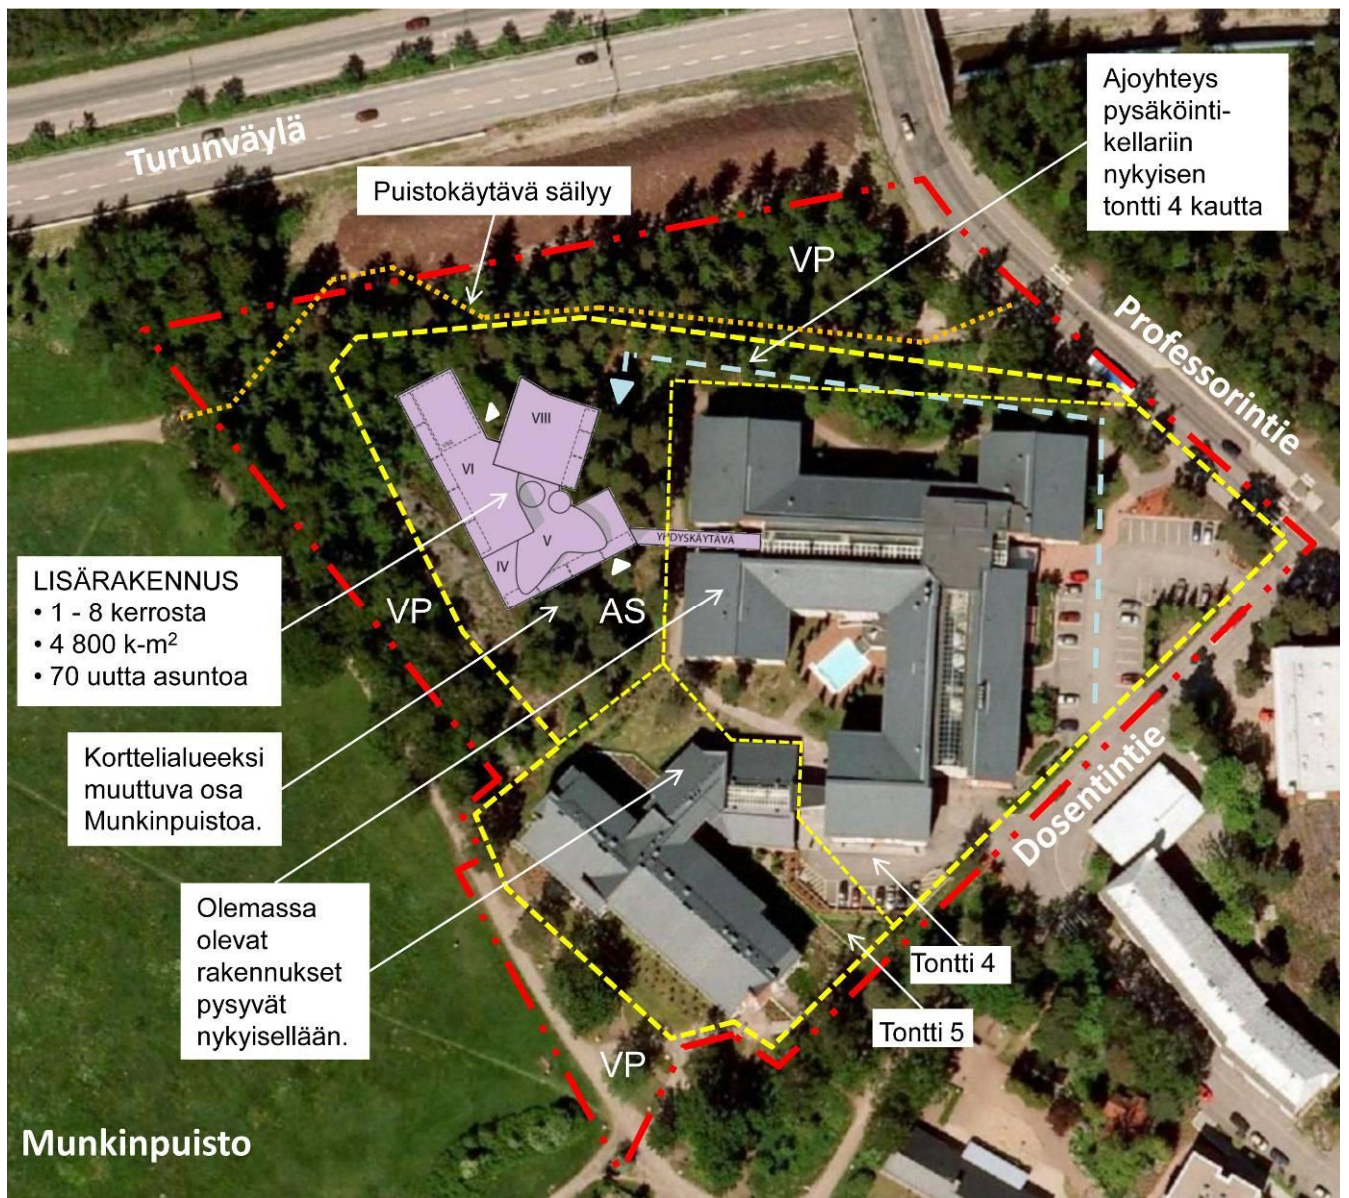 Turunväylä
Puistokäytävä säilyy
Ajoyhteys
pysäköinti-
kellariin
nykyisen
tontti 4 kautta
VP
Professorintie
VIII
VI
V
IV
YHDYSKÄYTÄVÄ
LISÄRAKENNUS
• 1 - 8 kerrosta
• 4 800 k-m²
• 70 uutta asuntoa
VP
AS
Korttelialueeksi
muuttuva osa
Munkinpuistoa.
Dosentintie
Olemassa
olevat
rakennukset
pysyvät
nykyisellään.
Tontti 4
Tontti 5
VP
Munkinpuisto